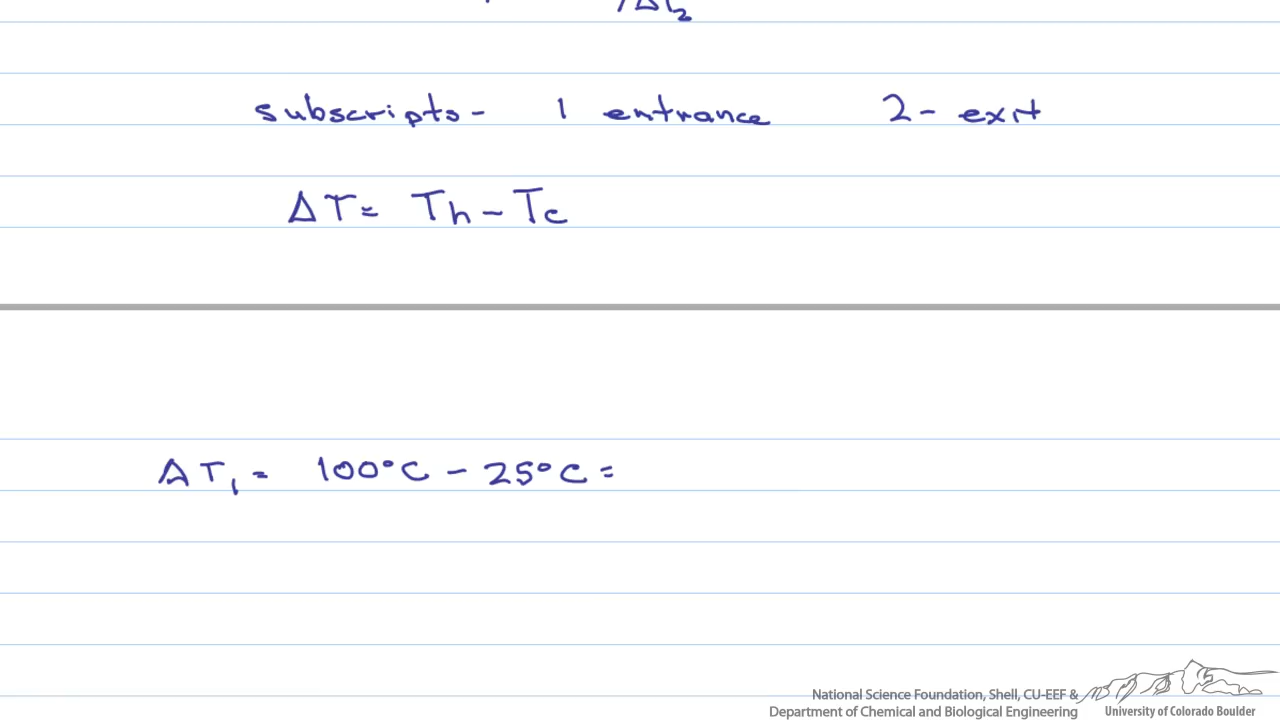 /ΔT₂
subscripts - 1 entrance 2 - exit
ΔT = Th - Tc
ΔT₁ = 100°C - 25°C =
National Science Foundation, Shell, CU-EEF &
Department of Chemical and Biological Engineering
University of Colorado Boulder